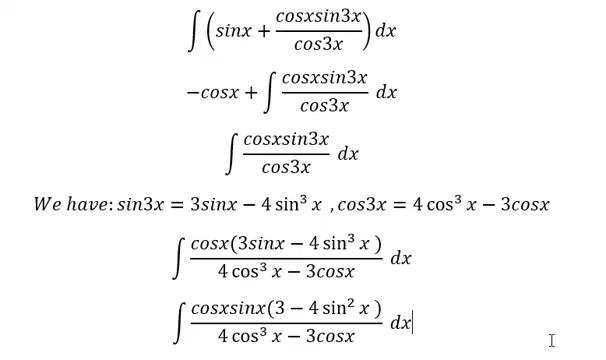 ∫ (sinx + cosxsin3x/cos3x) dx
−cosx + ∫ cosxsin3x/cos3x dx
∫ cosxsin3x/cos3x dx
We have: sin3x = 3sinx − 4 sin³ x , cos3x = 4 cos³ x − 3cosx
∫ cosx(3sinx − 4 sin³ x )/4 cos³ x − 3cosx dx
∫ cosxsinx(3 − 4 sin² x )/4 cos³ x − 3cosx dx